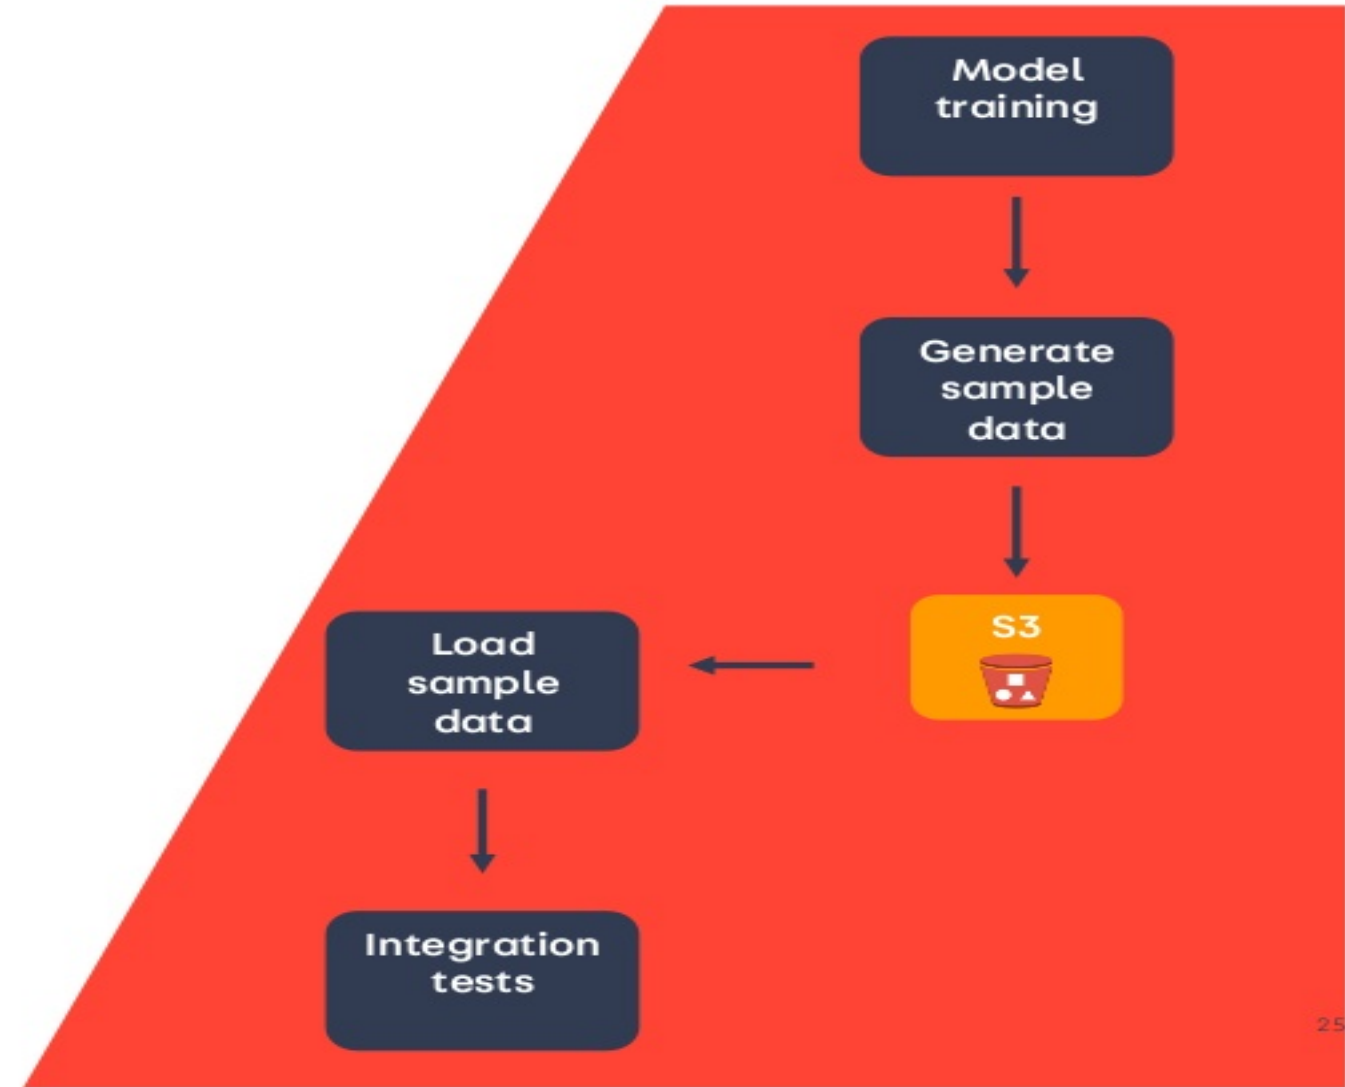 Model
training
Generate
sample
data
S3
Load
sample
data
Integration
tests
25